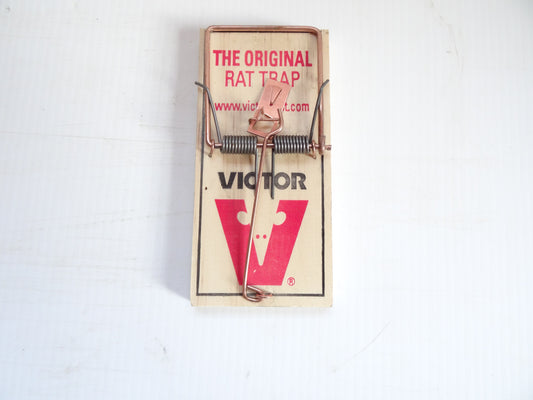 THE ORIGINAL
RAT TRAP
VICTOR
®